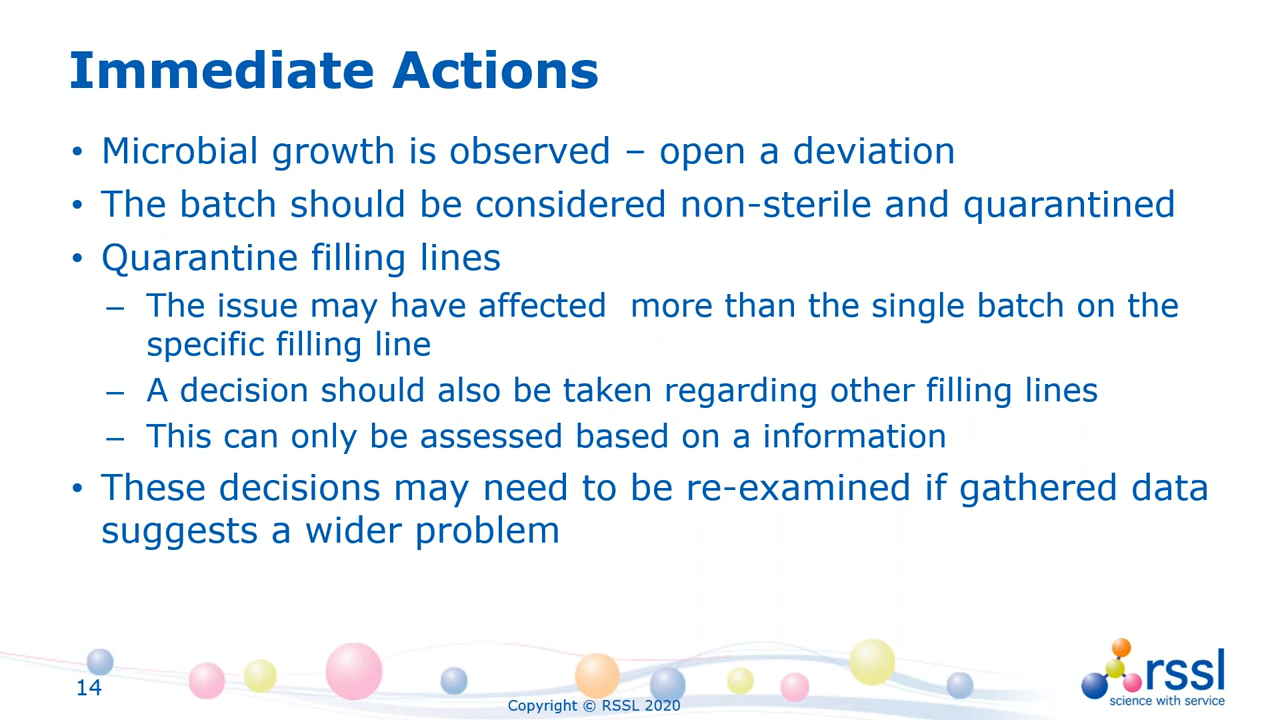 Immediate Actions
• Microbial growth is observed – open a deviation
• The batch should be considered non-sterile and quarantined
• Quarantine filling lines
– The issue may have affected  more than the single batch on the
specific filling line
– A decision should also be taken regarding other filling lines
– This can only be assessed based on a information
• These decisions may need to be re-examined if gathered data
suggests a wider problem
14
Copyright © RSSL 2020
rssl
science with service